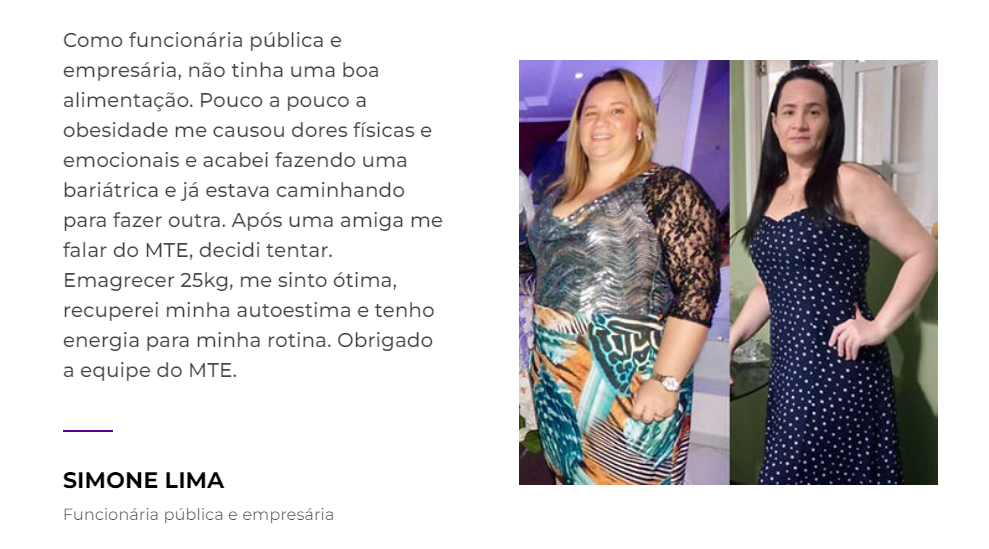 Como funcionária pública e
empresária, não tinha uma boa
alimentação. Pouco a pouco a
obesidade me causou dores físicas e
emocionais e acabei fazendo uma
bariátrica e já estava caminhando
para fazer outra. Após uma amiga me
falar do MTE, decidi tentar.
Emagrecer 25kg, me sinto ótima,
recuperei minha autoestima e tenho
energia para minha rotina. Obrigado
a equipe do MTE.
SIMONE LIMA
Funcionária pública e empresária